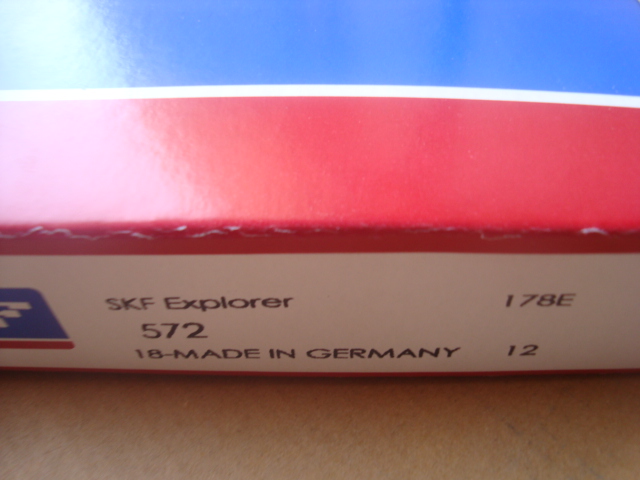 SKF Explorer 178E
572
18-MADE IN GERMANY 12